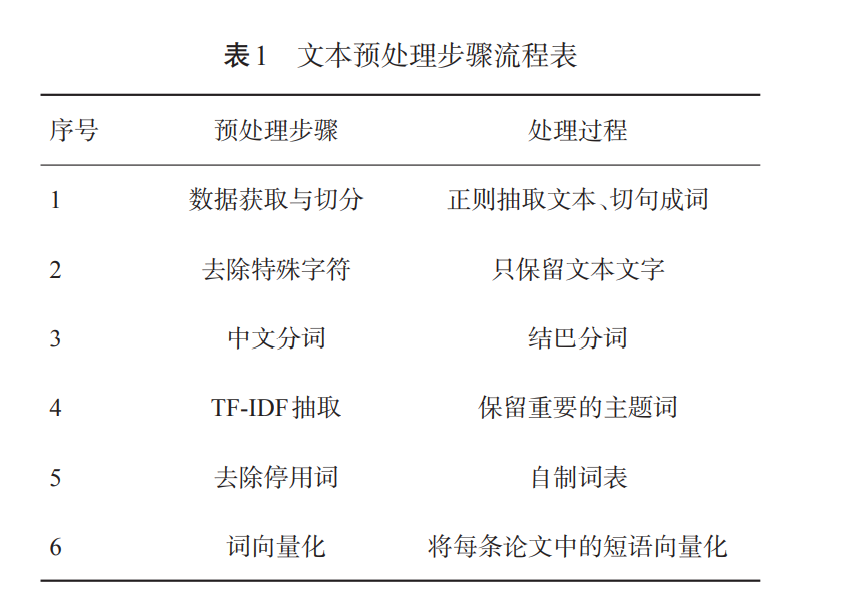 表1 文本预处理步骤流程表
序号 预处理步骤 处理过程
1 数据获取与切分 正则抽取文本、切句成词
2 去除特殊字符 只保留文本文字
3 中文分词 结巴分词
4 TF-IDF抽取 保留重要的主题词
5 去除停用词 自制词表
6 词向量化 将每条论文中的短语向量化